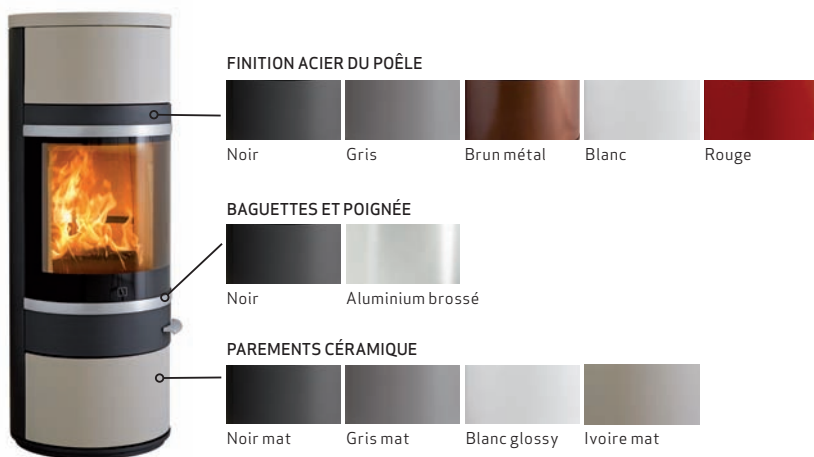 FINITION ACIER DU POÊLE
Noir Gris Brun métal Blanc Rouge
BAGUETTES ET POIGNÉE
Noir Aluminium brossé
PAREMENTS CÉRAMIQUE
Noir mat Gris mat Blanc glossy Ivoire mat